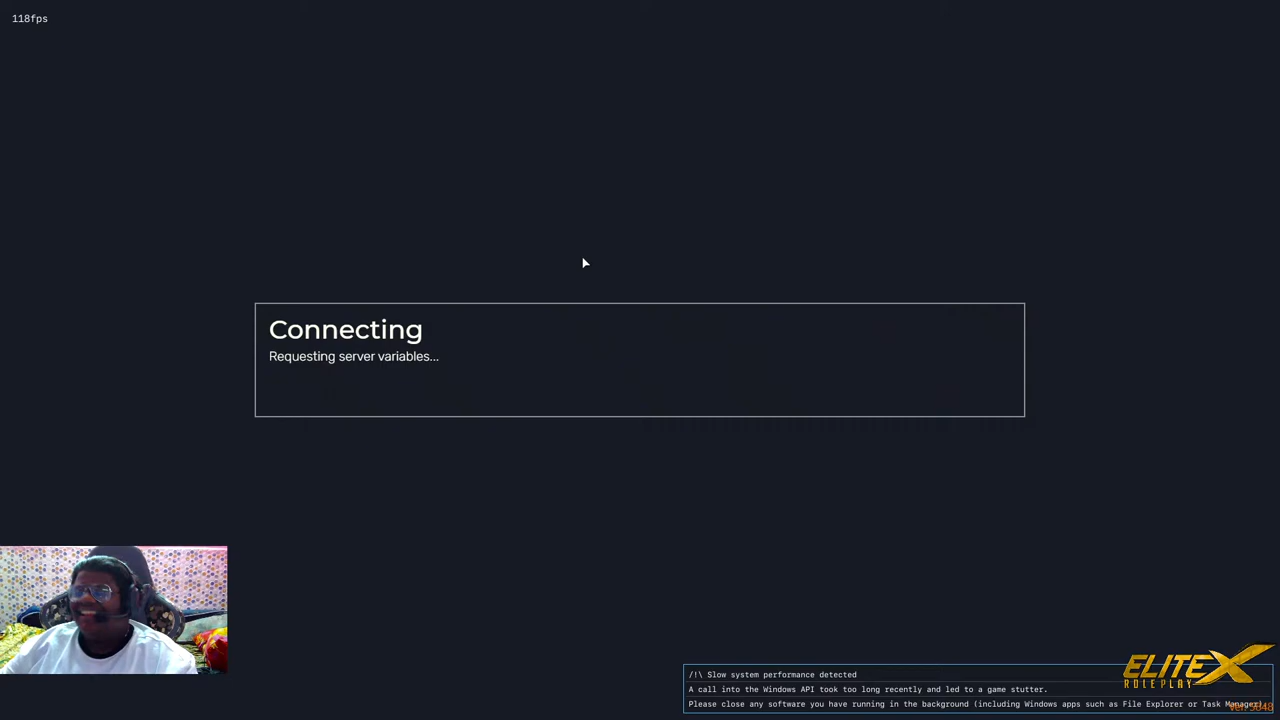 118fps
Connecting
Requesting server variables...
/!\ Slow system performance detected
A call into the Windows API took too long recently and led to a game stutter.
Please close any software you have running in the background (including Windows apps such as File Explorer or Task Manager).
ELITEX
ROLEPLAY